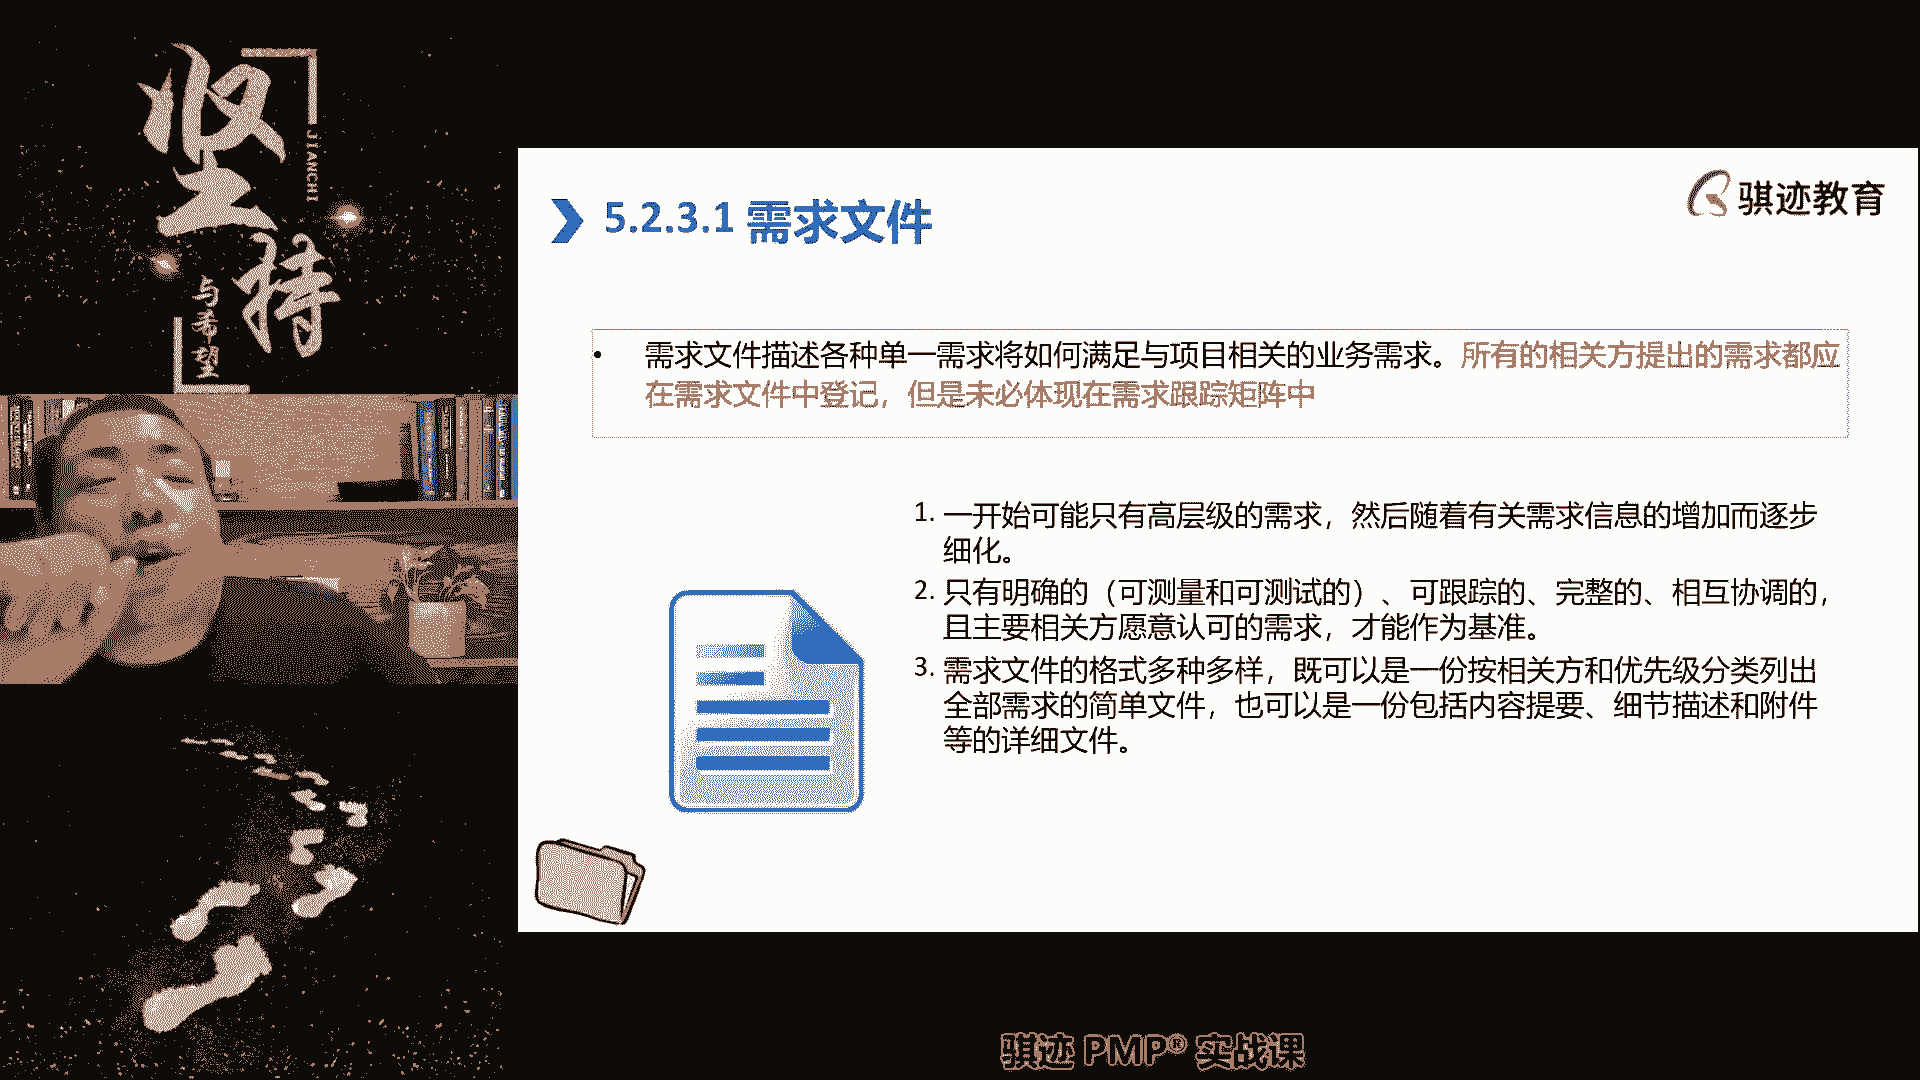 坚持
JIANCHI
与希望
骐迹教育
5.2.3.1 需求文件
• 需求文件描述各种单一需求将如何满足与项目相关的业务需求。所有的相关方提出的需求都应
在需求文件中登记，但是未必体现在需求跟踪矩阵中
1. 一开始可能只有高层级的需求，然后随着有关需求信息的增加而逐步
细化。
2. 只有明确的（可测量和可测试的）、可跟踪的、完整的、相互协调的，
且主要相关方愿意认可的需求，才能作为基准。
3. 需求文件的格式多种多样，既可以是一份按相关方和优先级分类列出
全部需求的简单文件，也可以是一份包括内容提要、细节描述和附件
等的详细文件。
骐迹 PMP® 实战课